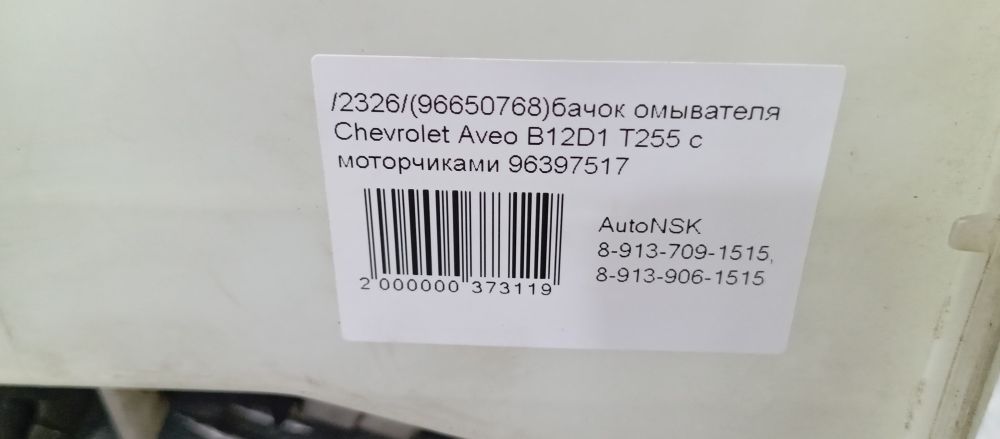 /2326/(96650768)бачок омывателя
Chevrolet Aveo B12D1 T255 с
моторчиками 96397517
AutoNSK
8-913-709-1515,
8-913-906-1515
2 000000 373119